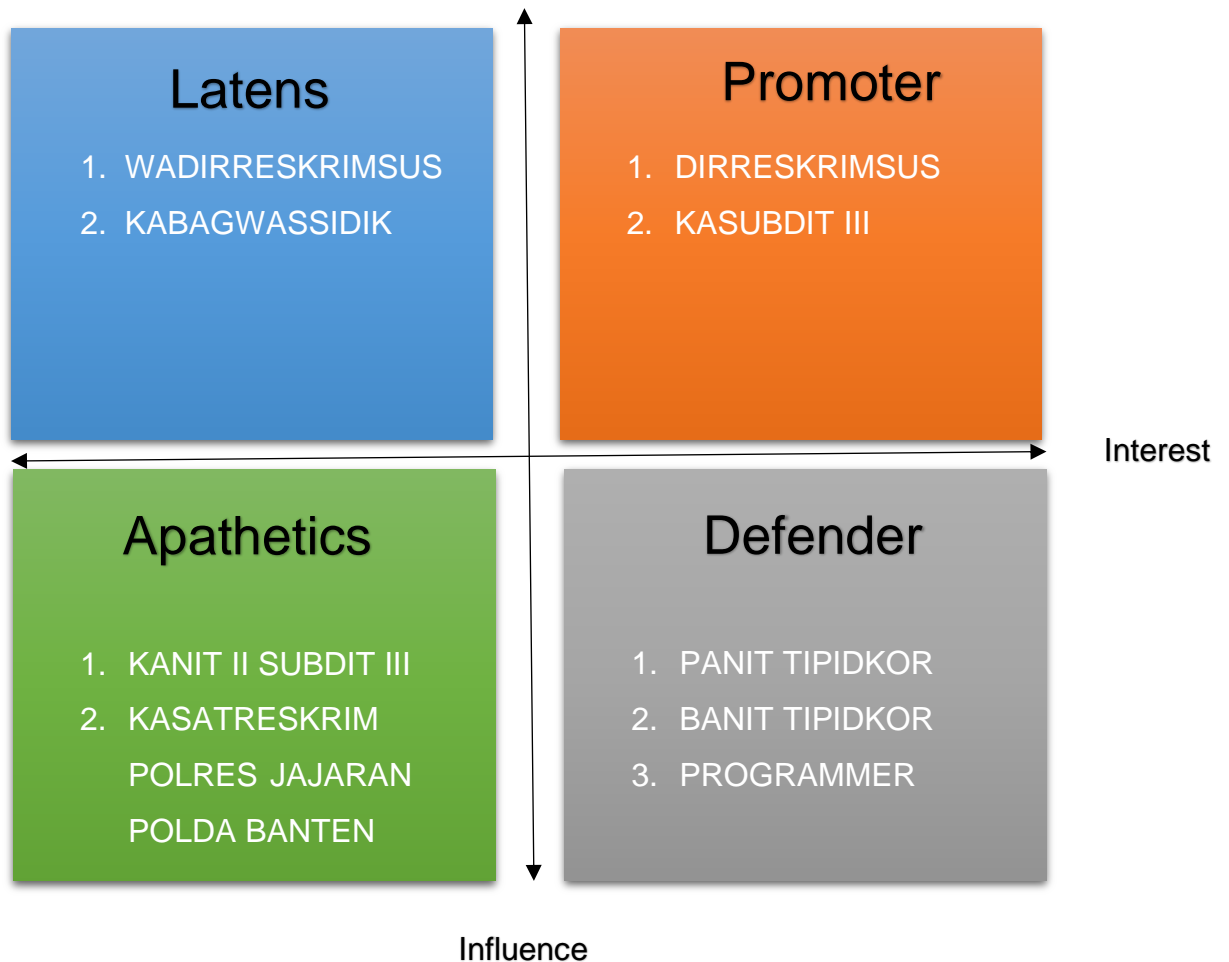 Latens
1. WADIRRESKRIMSUS
2. KABAGWASSIDIK
Promoter
1. DIRRESKRIMSUS
2. KASUBDIT III
Interest
Apathetics
1. KANIT II SUBDIT III
2. KASATRESKRIM
POLRES JAJARAN
POLDA BANTEN
Defender
1. PANIT TIPIDKOR
2. BANIT TIPIDKOR
3. PROGRAMMER
Influence